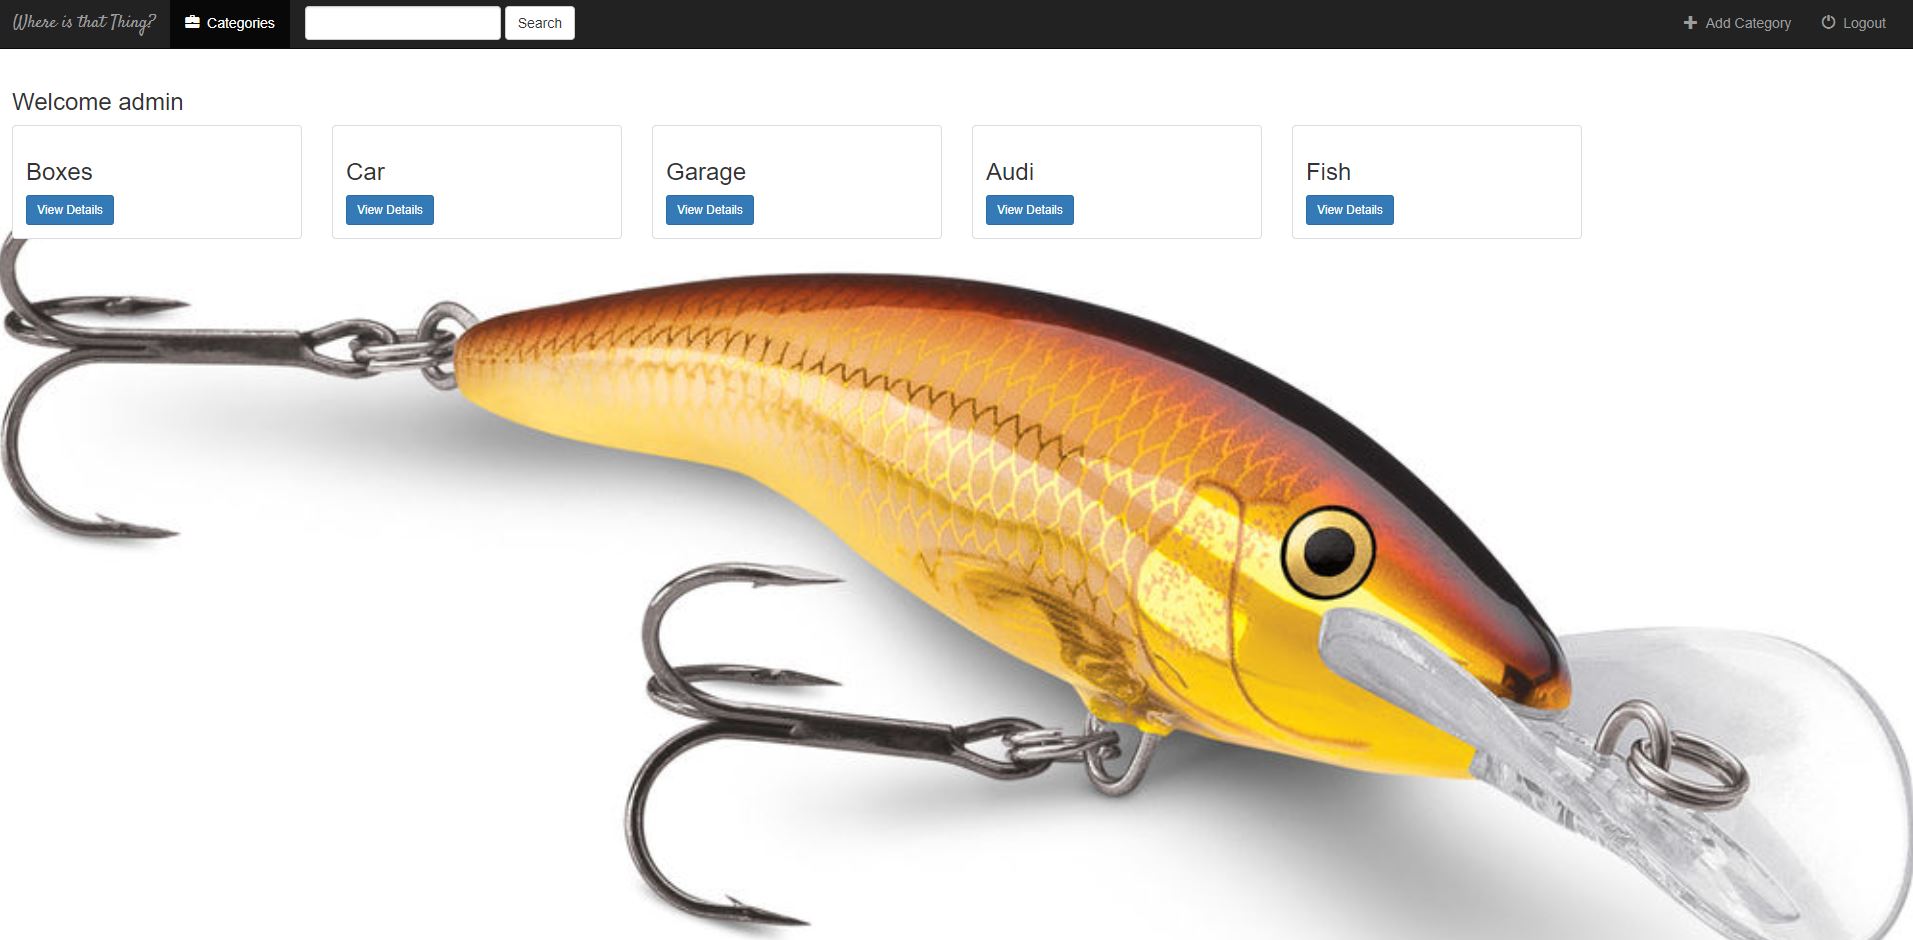 Where is that Thing? Categories Search Add Category Logout
Welcome admin
Boxes Car Garage Audi Fish
View Details View Details View Details View Details View Details